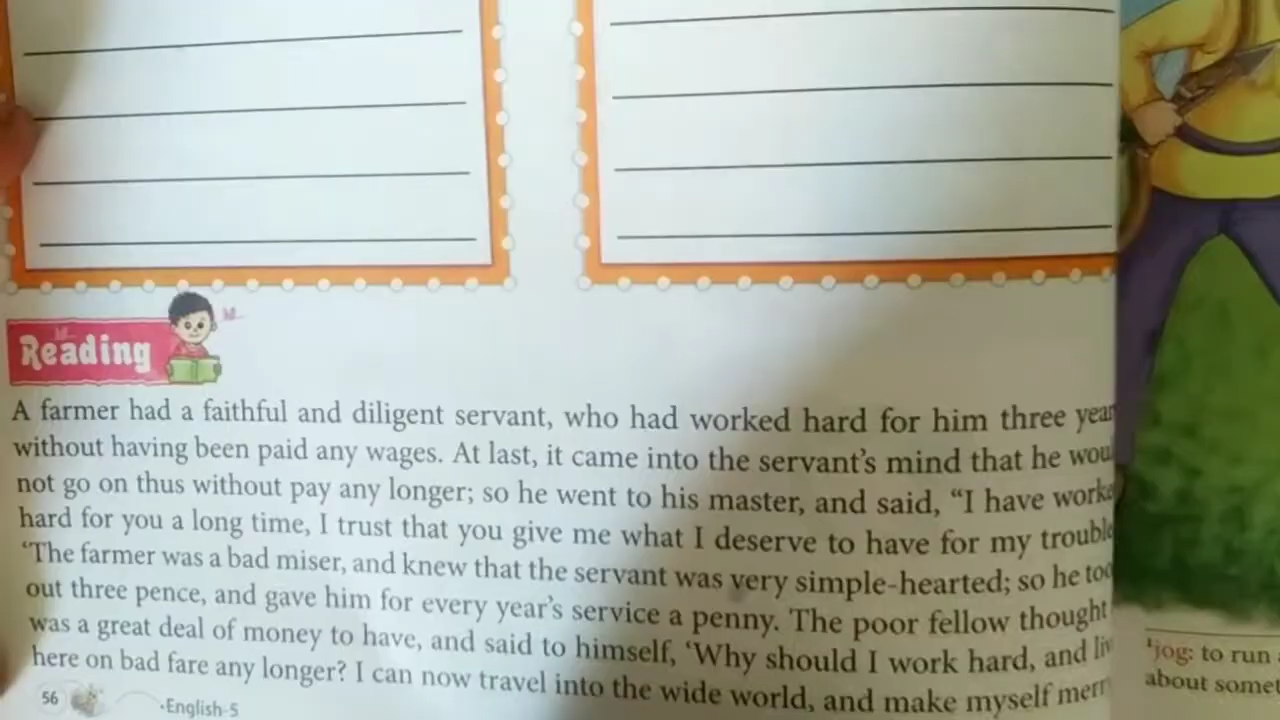 Reading
A farmer had a faithful and diligent servant, who had worked hard for him three year
without having been paid any wages. At last, it came into the servant's mind that he wou
not go on thus without pay any longer; so he went to his master, and said, “I have worke
hard for you a long time, I trust that you give me what I deserve to have for my trouble
‘The farmer was a bad miser, and knew that the servant was very simple-hearted; so he too
out three pence, and gave him for every year's service a penny. The poor fellow thought
was a great deal of money to have, and said to himself, ‘Why should I work hard, and liv
here on bad fare any longer? I can now travel into the wide world, and make myself merr
56 •English-5
¹jog: to run
about somet